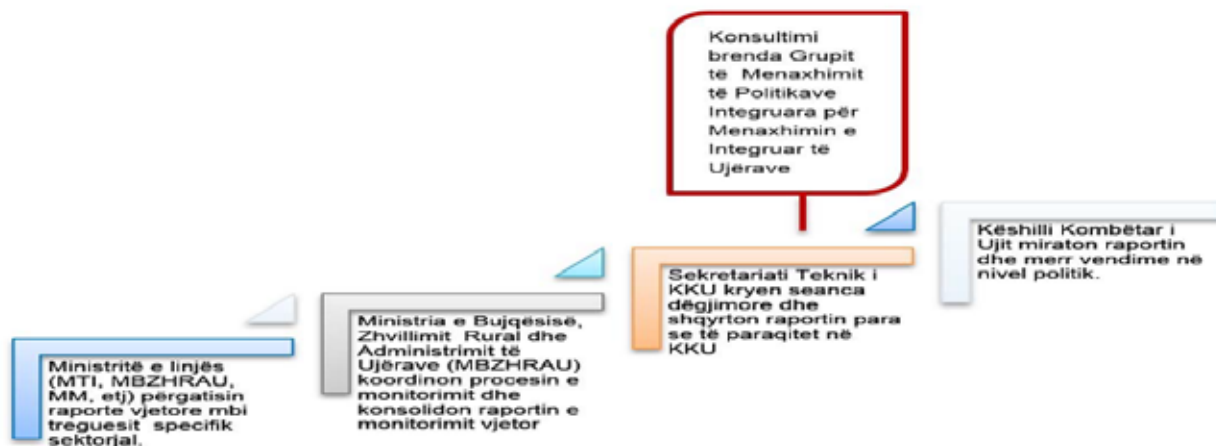 Konsultimi
brenda Grupit
të Menaxhimit
të Politikave
Integruara për
Menaxhimin e
Integruar të
Ujërave
Këshilli Kombëtar i
Ujit miraton raportin
dhe merr vendime në
nivel politik.
Sekretariati Teknik i
KKU kryen seanca
dëgjimore dhe
shqyrton raportin para
se të paraqitet në
KKU
Ministria e Bujqësisë,
Zhvillimit Rural dhe
Administrimit të
Ujërave (MBZHRAU)
koordinon procesin e
monitorimit dhe
konsolidon raportin e
monitorimit vjetor
Ministritë e linjës
(MTI, MBZHRAU,
MM, etj) përgatisin
raporte vjetore mbi
treguesit specifik
sektorjal.